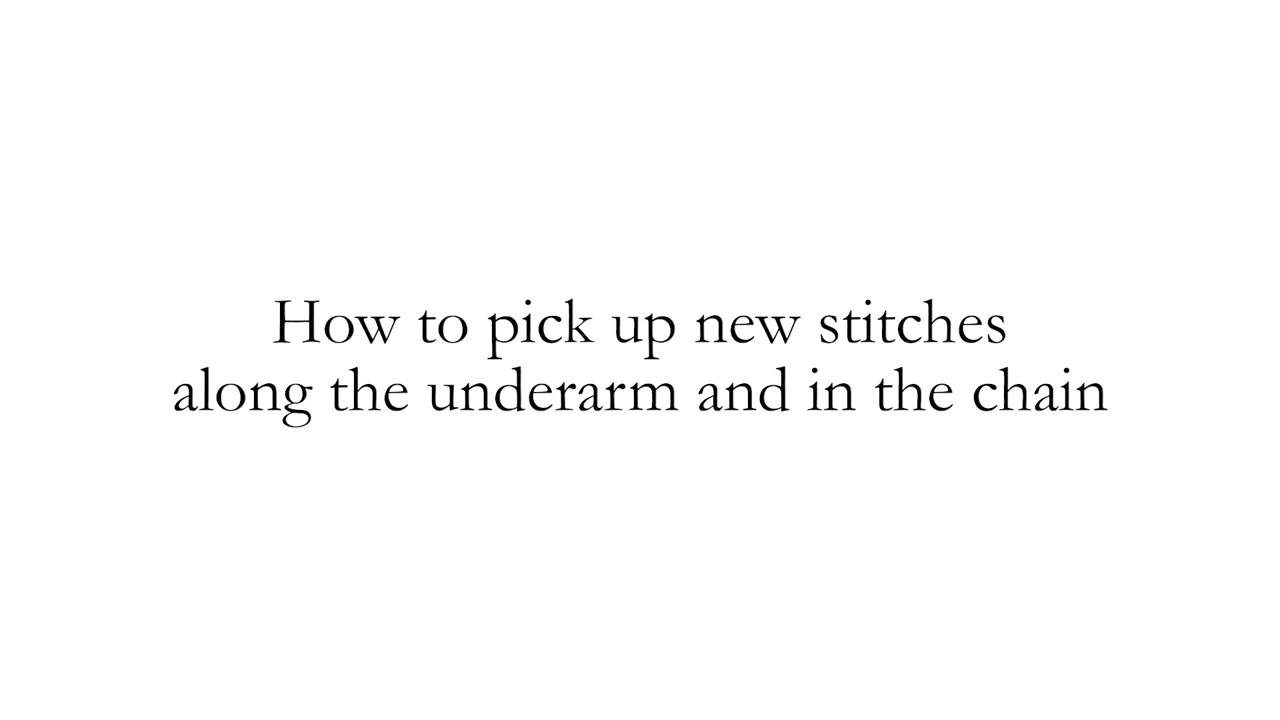 How to pick up new stitches
along the underarm and in the chain